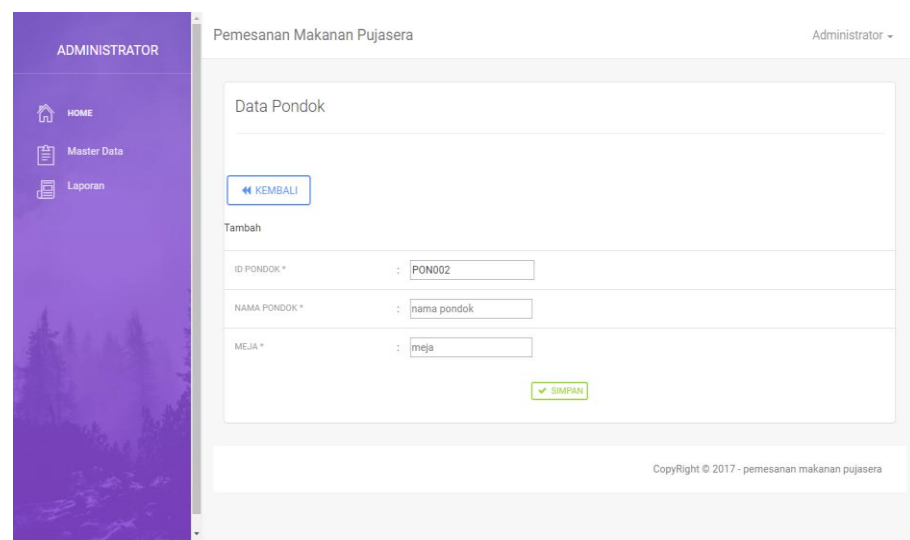 ADMINISTRATOR
HOME
Master Data
Laporan
Pemesanan Makanan Pujasera
Administrator
Data Pondok
KEMBALI
Tambah
ID PONDOK * : PON002
NAMA PONDOK * : nama pondok
MEJA * : meja
SIMPAN
CopyRight © 2017 - pemesanan makanan pujasera